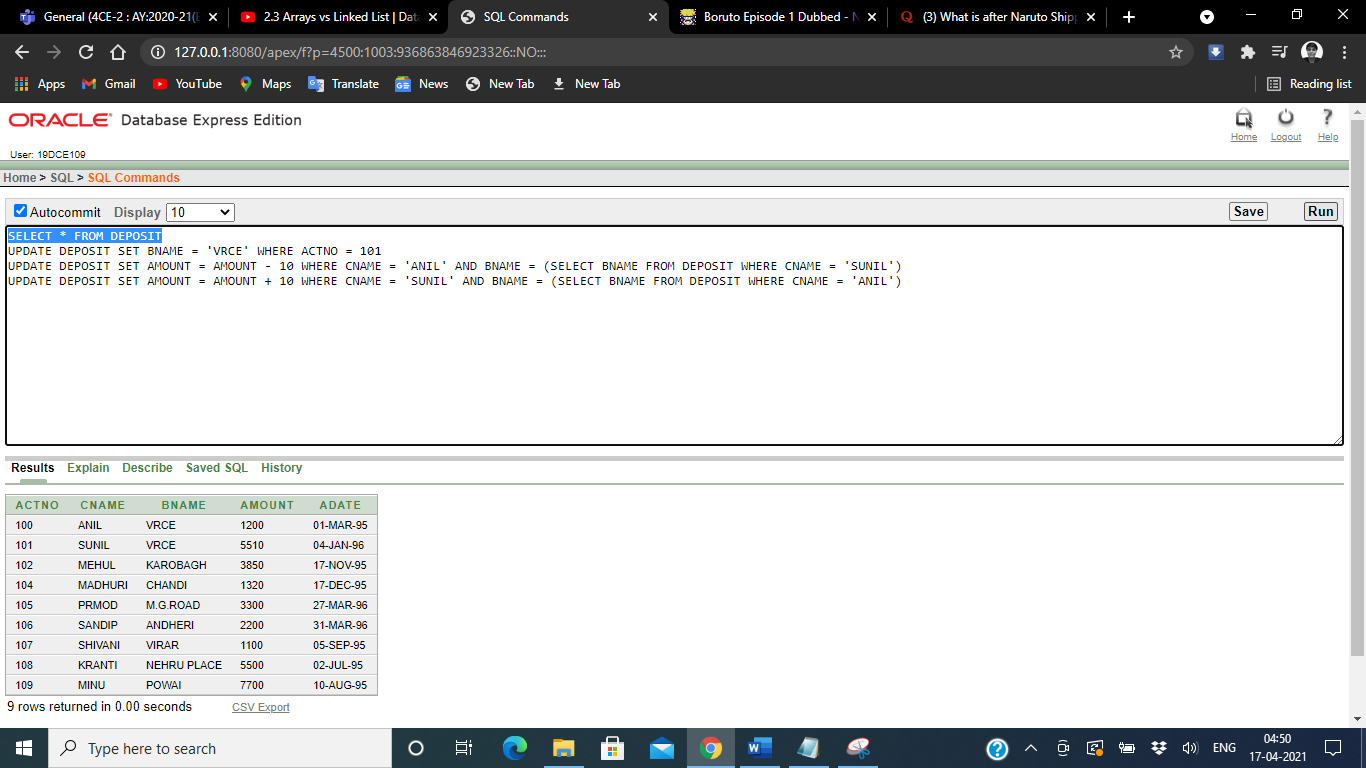 General (4CE-2 : AY:2020-21(E
2.3 Arrays vs Linked List | Dat
SQL Commands
Boruto Episode 1 Dubbed - N
(3) What is after Naruto Ship
127.0.0.1:8080/apex/f?p=4500:1003:936863846923326::NO:::
Apps
Gmail
YouTube
Maps
Translate
News
New Tab
New Tab
Reading list
ORACLE Database Express Edition
Home
Logout
Help
User: 19DCE109
Home > SQL > SQL Commands
Autocommit Display 10 Save Run
SELECT * FROM DEPOSIT
UPDATE DEPOSIT SET BNAME = 'VRCE' WHERE ACTNO = 101
UPDATE DEPOSIT SET AMOUNT = AMOUNT - 10 WHERE CNAME = 'ANIL' AND BNAME = (SELECT BNAME FROM DEPOSIT WHERE CNAME = 'SUNIL')
UPDATE DEPOSIT SET AMOUNT = AMOUNT + 10 WHERE CNAME = 'SUNIL' AND BNAME = (SELECT BNAME FROM DEPOSIT WHERE CNAME = 'ANIL')
Results Explain Describe Saved SQL History
ACTNO CNAME BNAME AMOUNT ADATE
100 ANIL VRCE 1200 01-MAR-95
101 SUNIL VRCE 5510 04-JAN-96
102 MEHUL KAROBAGH 3850 17-NOV-95
104 MADHURI CHANDI 1320 17-DEC-95
105 PRMOD M.G.ROAD 3300 27-MAR-96
106 SANDIP ANDHERI 2200 31-MAR-96
107 SHIVANI VIRAR 1100 05-SEP-95
108 KRANTI NEHRU PLACE 5500 02-JUL-95
109 MINU POWAI 7700 10-AUG-95
9 rows returned in 0.00 seconds CSV Export
Type here to search
ENG
04:50
17-04-2021